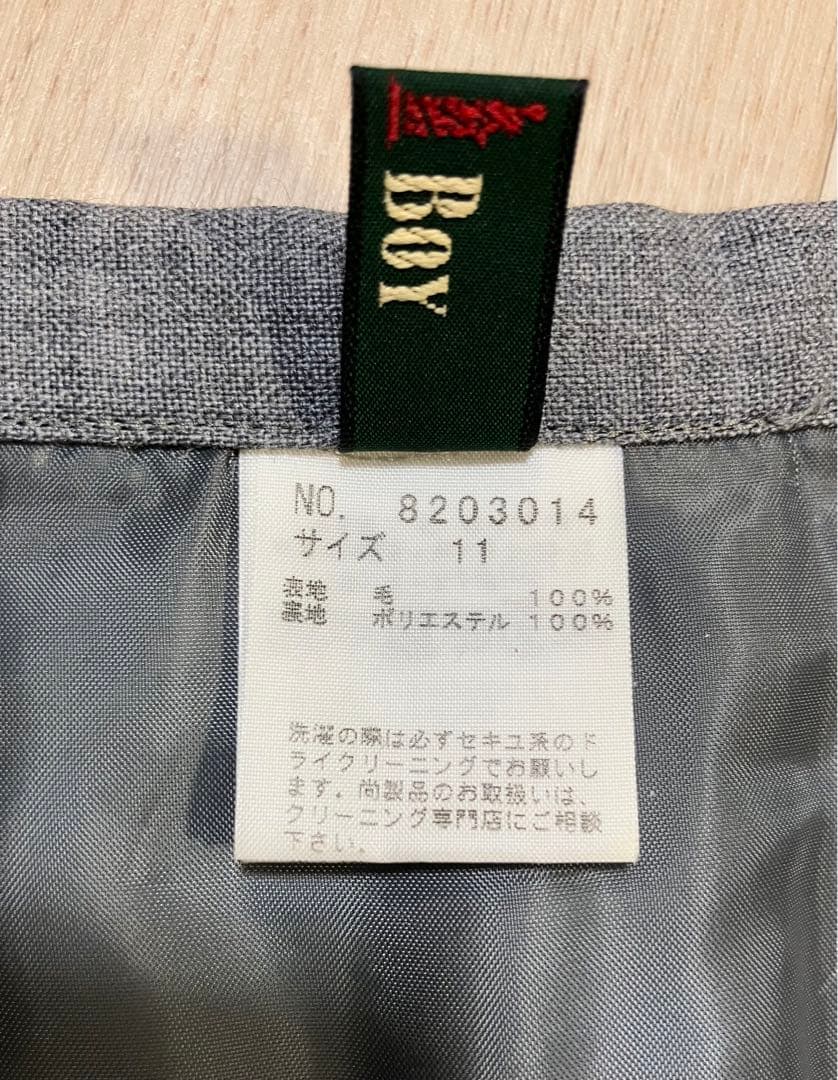 BOY
NO. 8203014
サイズ 11
表地 毛 100%
裏地 ポリエステル 100%
洗濯の際は必ずセキユ系のド
ライクリーニングでお願いし
ます。尚製品のお取扱いは、
クリーニング専門店にご相談
下さい。